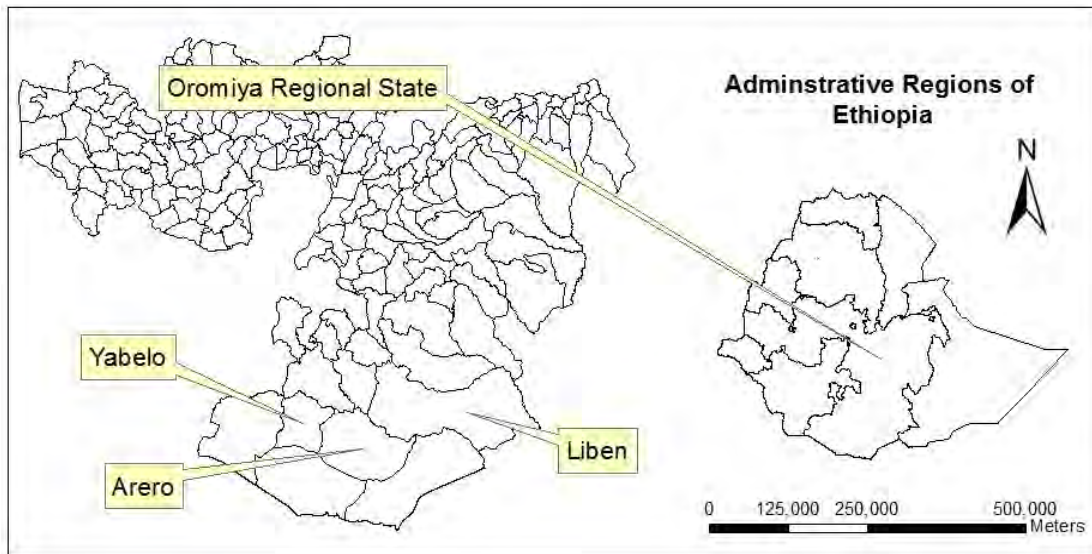 Oromiya Regional State
Adminstrative Regions of
Ethiopia
N
Yabelo
Liben
Arero
0 125,000 250,000 500,000
Meters